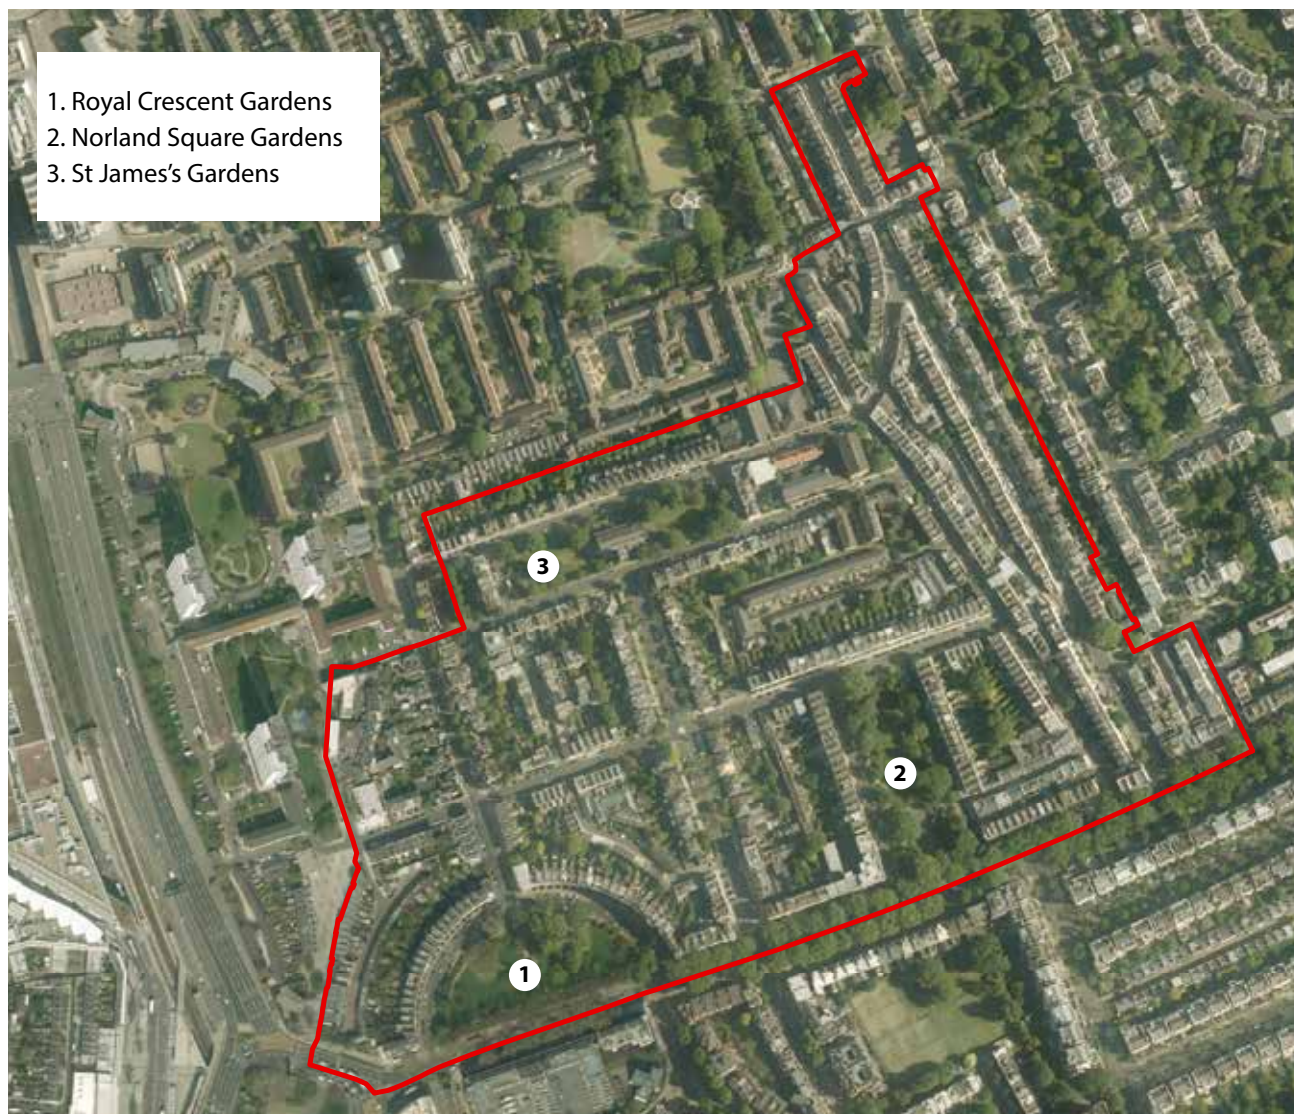 1. Royal Crescent Gardens
2. Norland Square Gardens
3. St James’s Gardens
3
2
1